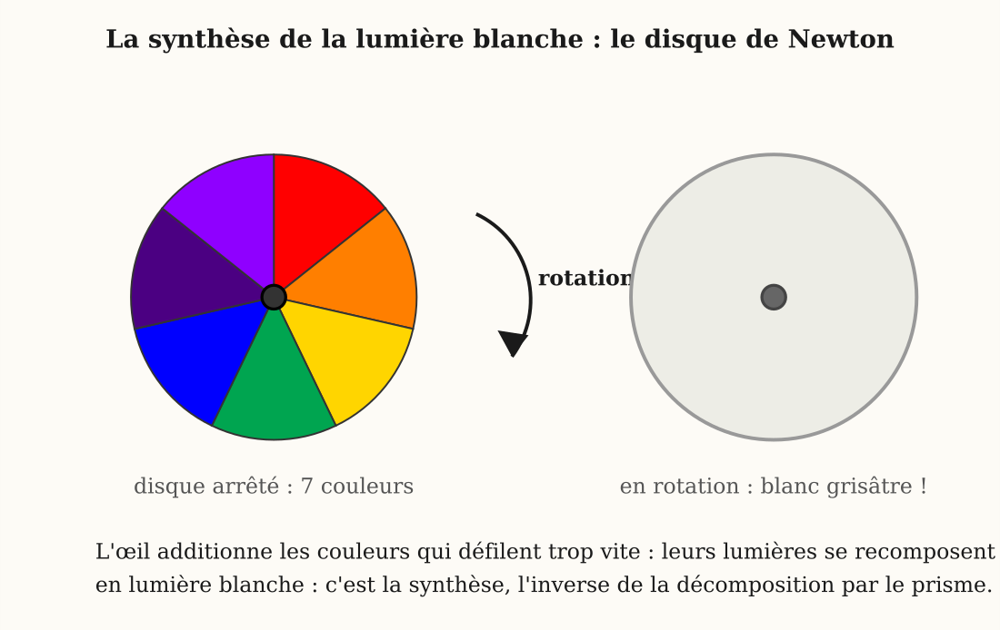 La synthèse de la lumière blanche : le disque de Newton
rotation
disque arrêté : 7 couleurs
en rotation : blanc grisâtre !
L'œil additionne les couleurs qui défilent trop vite : leurs lumières se recomposent
en lumière blanche : c'est la synthèse, l'inverse de la décomposition par le prisme.